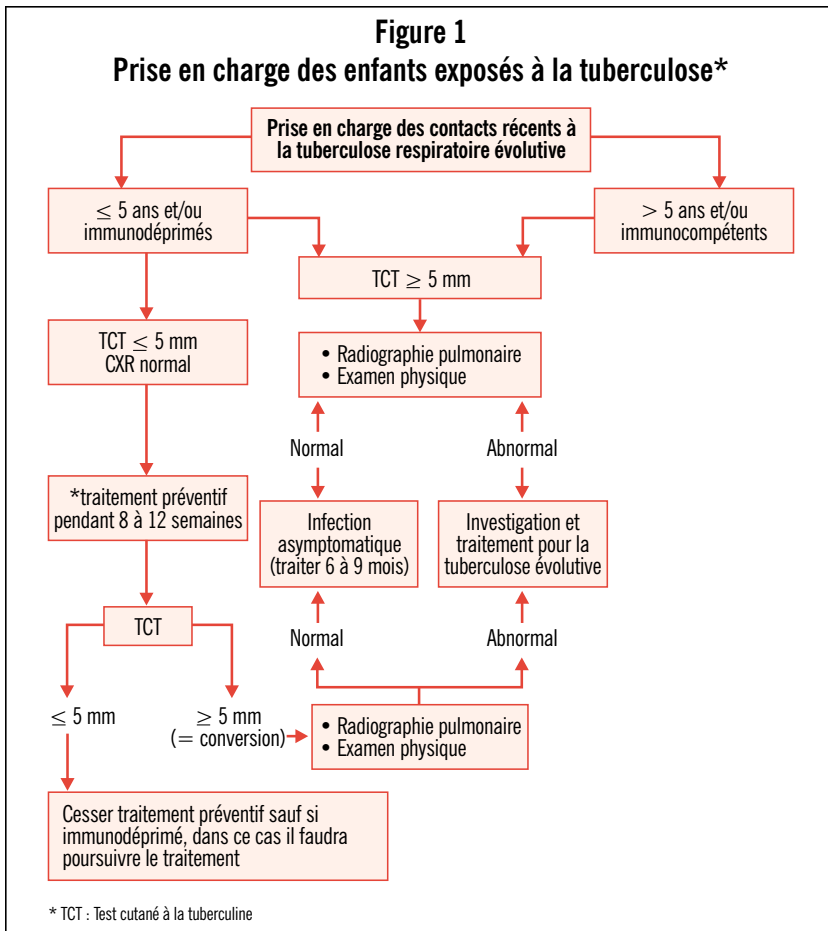 Figure 1
Prise en charge des enfants exposés à la tuberculose*
Prise en charge des contacts récents à
la tuberculose respiratoire évolutive
≤ 5 ans et/ou
immunodéprimés
> 5 ans et/ou
immunocompétents
TCT ≥ 5 mm
TCT ≤ 5 mm
CXR normal
• Radiographie pulmonaire
• Examen physique
Normal
Abnormal
*traitement préventif
pendant 8 à 12 semaines
Infection
asymptomatique
(traiter 6 à 9 mois)
Investigation et
traitement pour la
tuberculose évolutive
TCT
Normal
Abnormal
≤ 5 mm
≥ 5 mm
(= conversion)
• Radiographie pulmonaire
• Examen physique
Cesser traitement préventif sauf si
immunodéprimé, dans ce cas il faudra
poursuivre le traitement
* TCT : Test cutané à la tuberculine